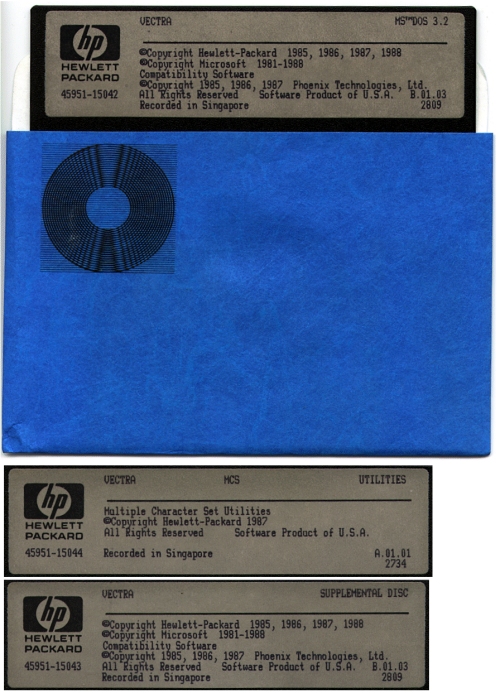 VECTRA MS™DOS 3.2
hp
HEWLETT
PACKARD
45951-15042
©Copyright Hewlett-Packard 1985, 1986, 1987, 1988
©Copyright Microsoft 1981-1988
Compatibility Software
©Copyright 1985, 1986, 1987 Phoenix Technologies, Ltd.
All Rights Reserved Software Product of U.S.A. B.01.03
Recorded in Singapore 2809
VECTRA MCS UTILITIES
hp
HEWLETT
PACKARD
45951-15044
Multiple Character Set Utilities
©Copyright Hewlett-Packard 1987
All Rights Reserved Software Product of U.S.A.
Recorded in Singapore A.01.01
2734
VECTRA SUPPLEMENTAL DISC
hp
HEWLETT
PACKARD
45951-15043
©Copyright Hewlett-Packard 1985, 1986, 1987, 1988
©Copyright Microsoft 1981-1988
Compatibility Software
©Copyright 1985, 1986, 1987 Phoenix Technologies, Ltd.
All Rights Reserved Software Product of U.S.A. B.01.03
Recorded in Singapore 2809